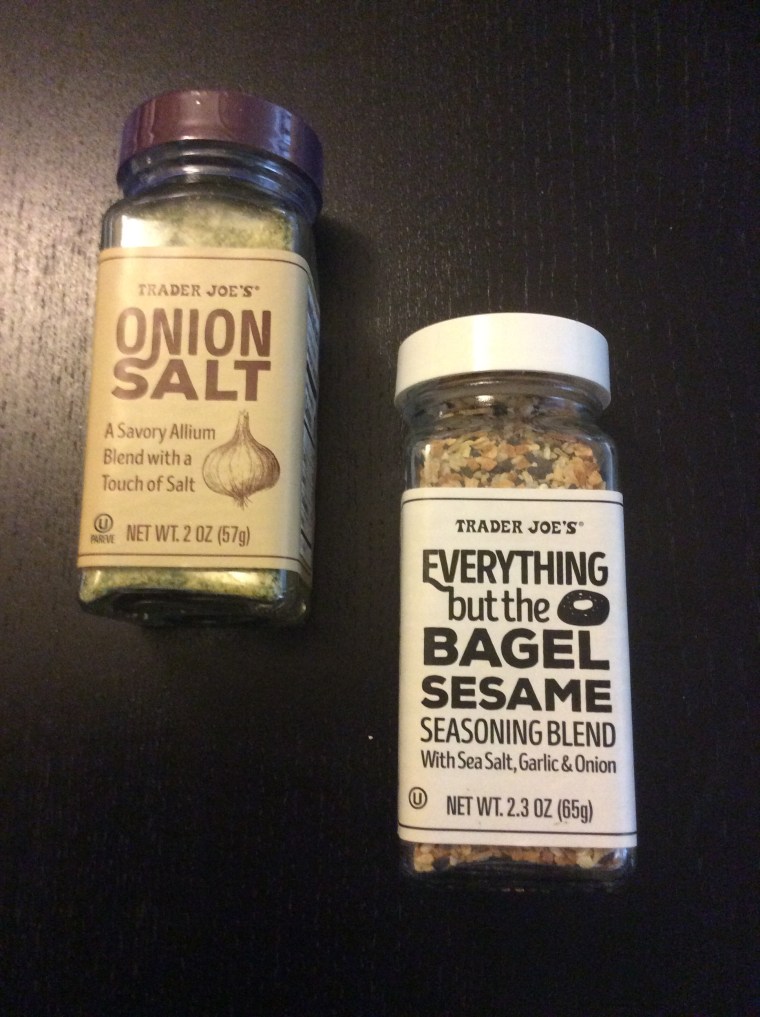 TRADER JOE'S®
ONION
SALT
A Savory Allium
Blend with a
Touch of Salt
U
PAREVE
NET WT. 2 OZ (57g)
TRADER JOE'S®
EVERYTHING
but the
BAGEL
SESAME
SEASONING BLEND
With Sea Salt, Garlic & Onion
U
NET WT. 2.3 OZ (65g)